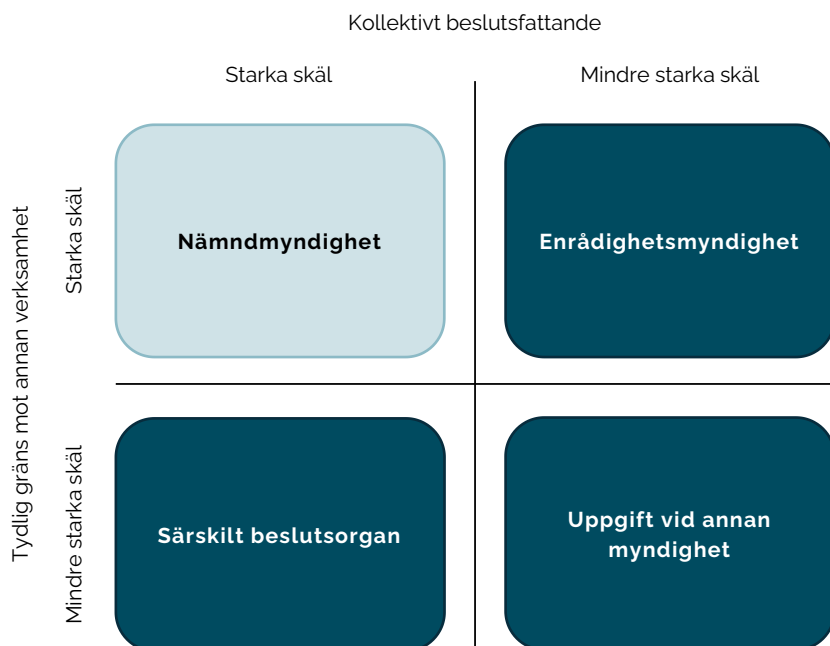 Kollektivt beslutsfattande
Starka skäl
Mindre starka skäl
Tydlig gräns mot annan verksamhet
Starka skäl
Nämndmyndighet
Enrådighetsmyndighet
Mindre starka skäl
Särskilt beslutsorgan
Uppgift vid annan
myndighet